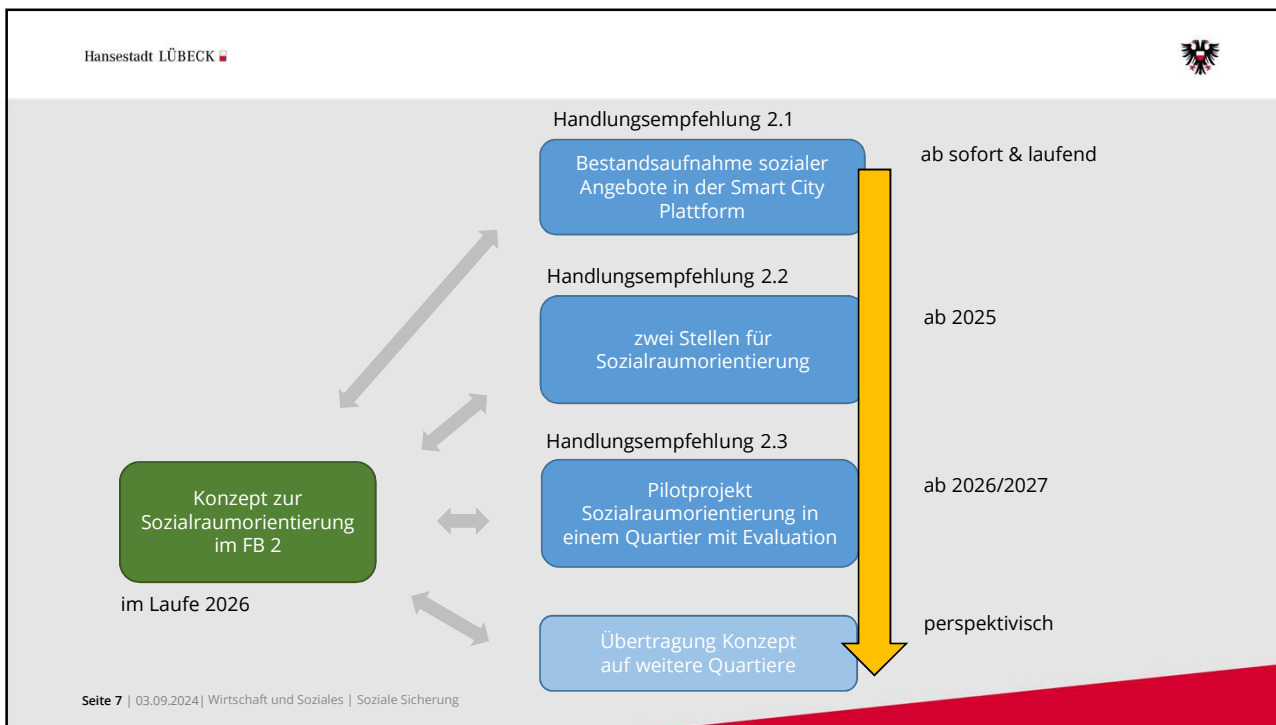 Hansestadt LÜBECK
Handlungsempfehlung 2.1
Bestandsaufnahme sozialer
Angebote in der Smart City
Plattform
ab sofort & laufend
Handlungsempfehlung 2.2
zwei Stellen für
Sozialraumorientierung
ab 2025
Handlungsempfehlung 2.3
Pilotprojekt
Sozialraumorientierung in
einem Quartier mit Evaluation
ab 2026/2027
Konzept zur
Sozialraumorientierung
im FB 2
im Laufe 2026
Übertragung Konzept
auf weitere Quartiere
perspektivisch
Seite 7 | 03.09.2024| Wirtschaft und Soziales | Soziale Sicherung